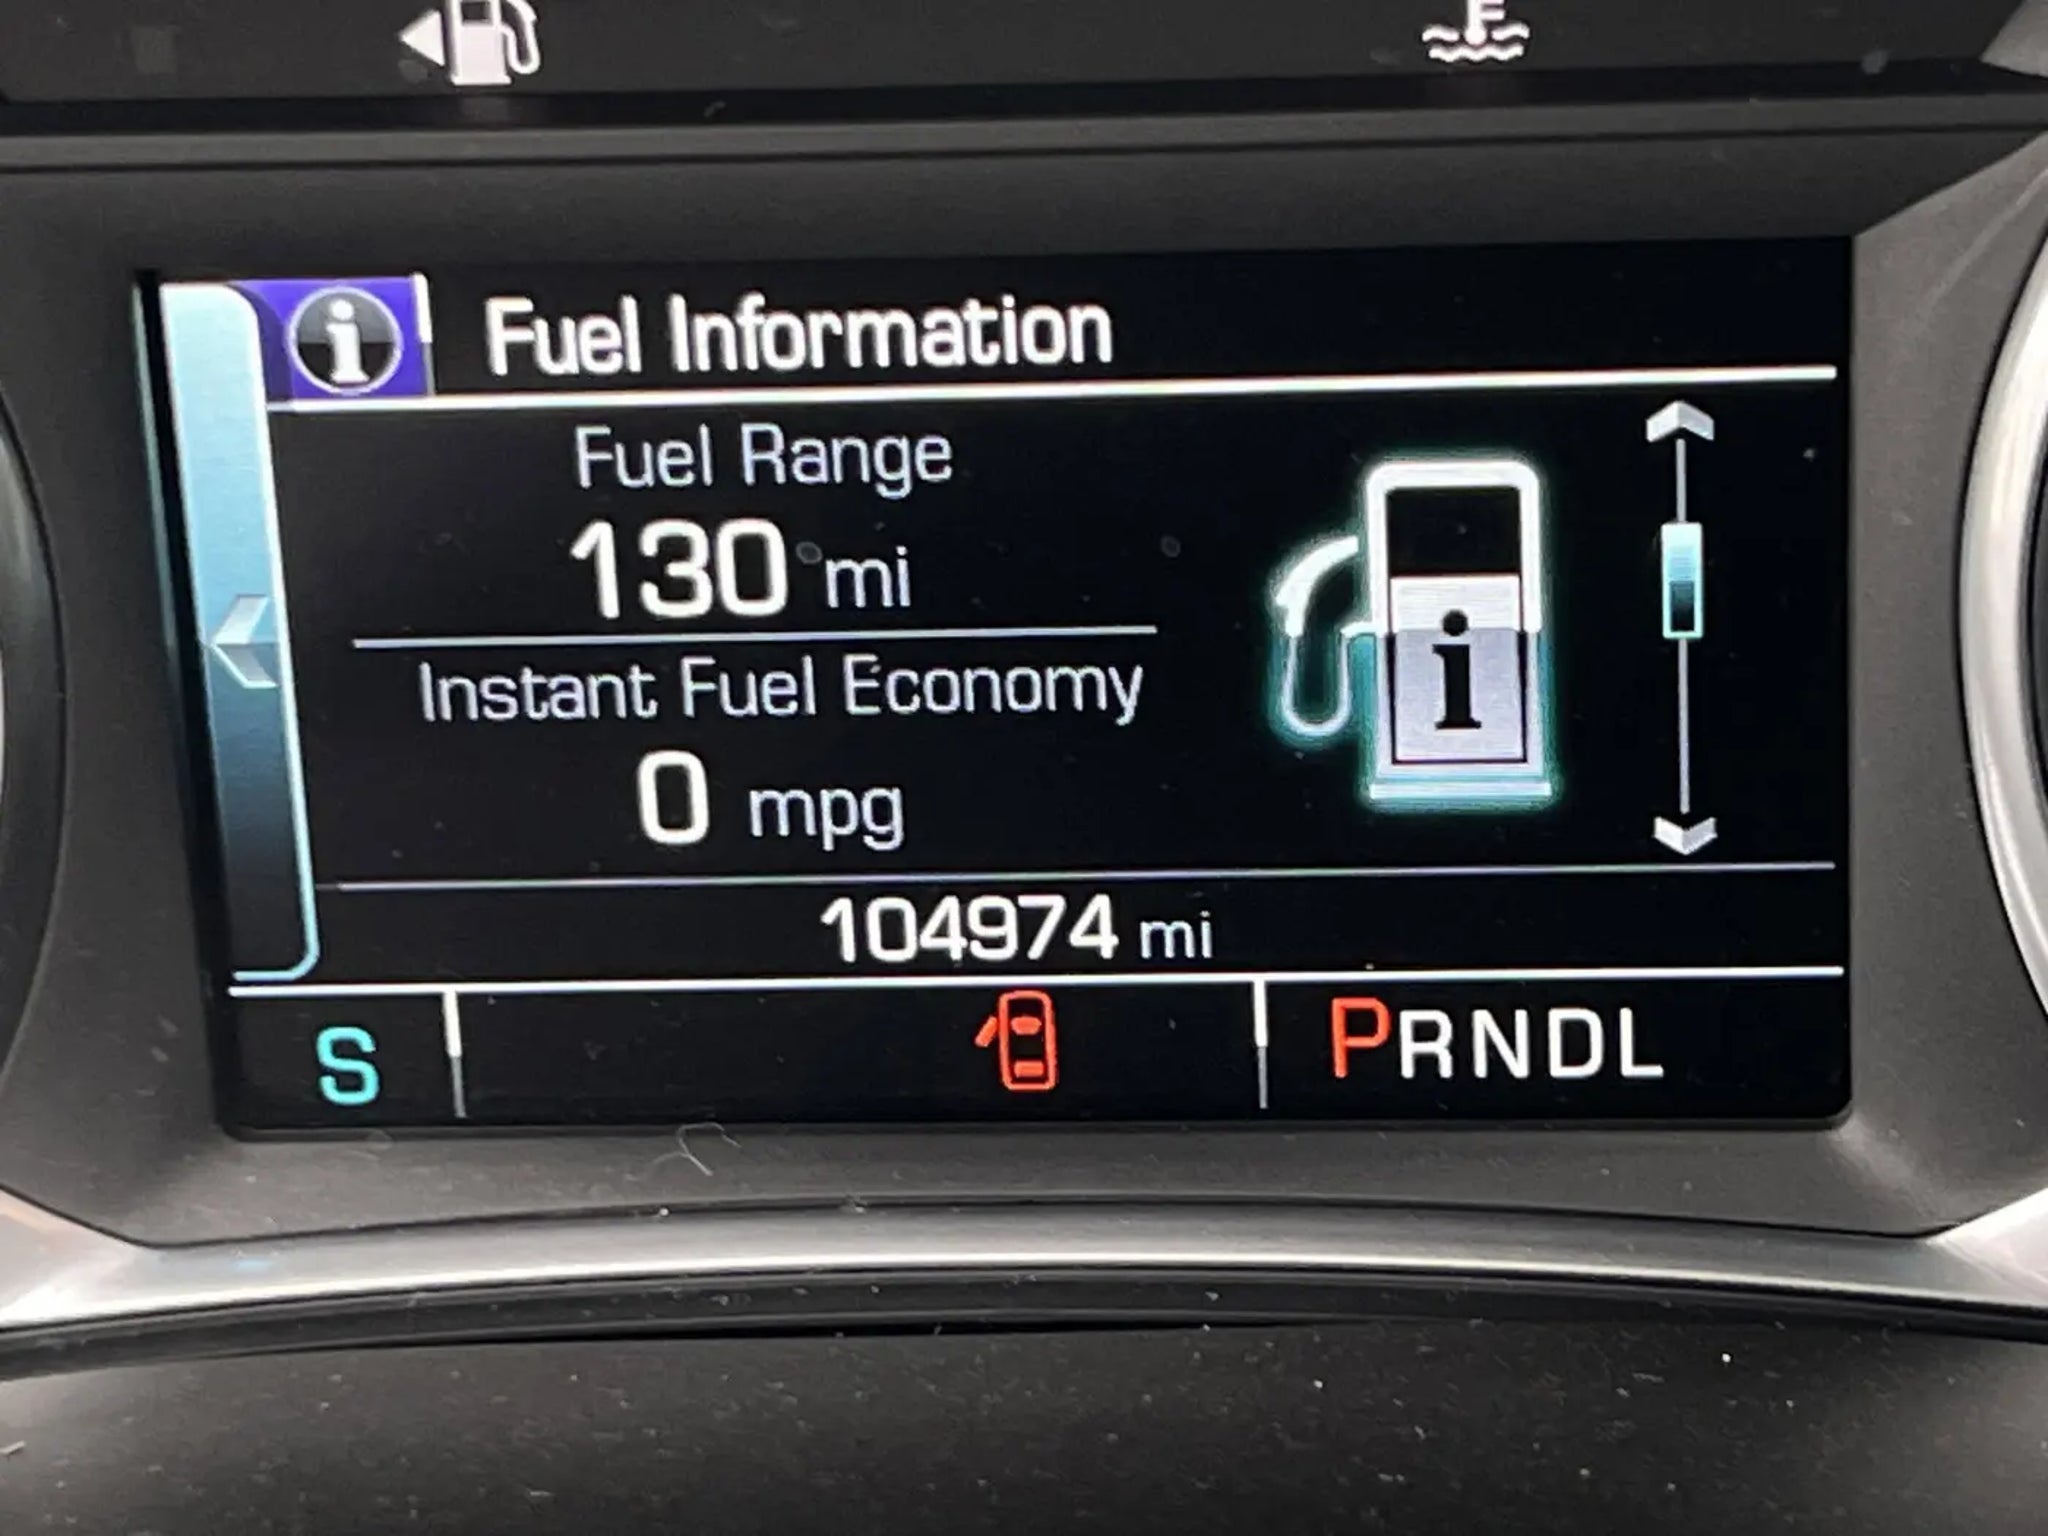 F
i Fuel Information
Fuel Range
130 mi
i
Instant Fuel Economy
0 mpg
104974 mi
S
PRNDL